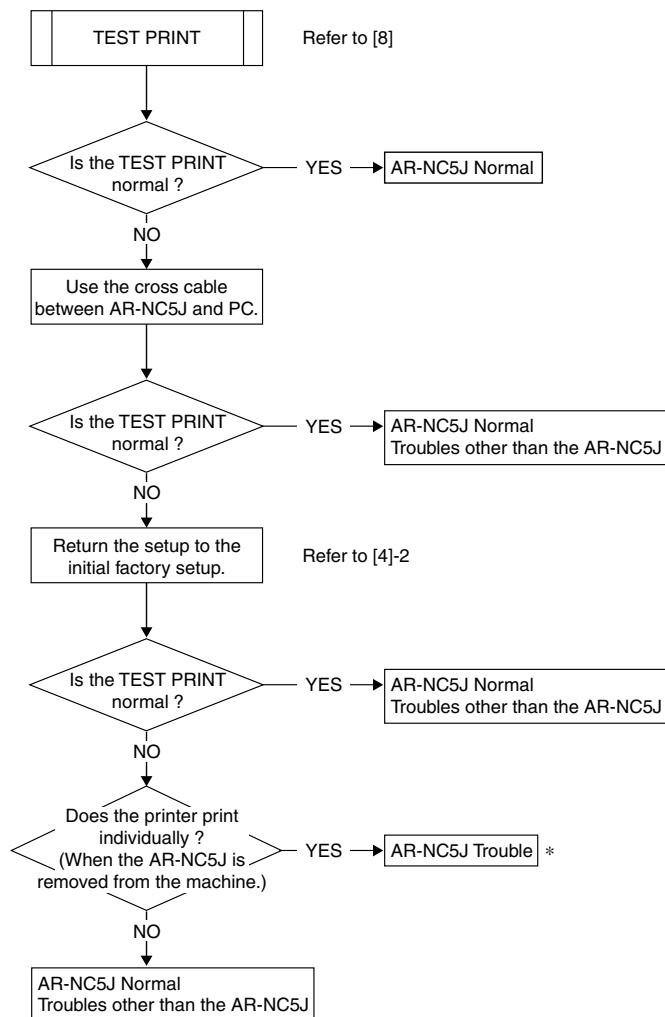 TEST PRINT
Refer to [8]
Is the TEST PRINT
normal ?
YES
AR-NC5J Normal
NO
Use the cross cable
between AR-NC5J and PC.
Is the TEST PRINT
normal ?
YES
AR-NC5J Normal
Troubles other than the AR-NC5J
NO
Return the setup to the
initial factory setup.
Refer to [4]-2
Is the TEST PRINT
normal ?
YES
AR-NC5J Normal
Troubles other than the AR-NC5J
NO
Does the printer print
individually ?
(When the AR-NC5J is
removed from the machine.)
YES
AR-NC5J Trouble *
NO
AR-NC5J Normal
Troubles other than the AR-NC5J